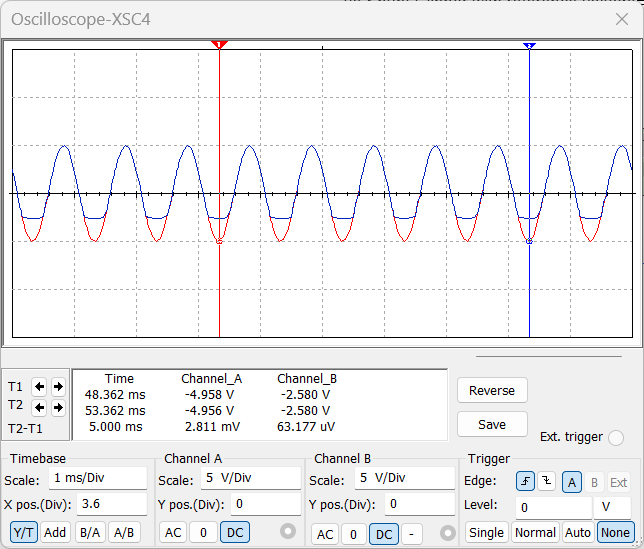 Oscilloscope-XSC4
1
2
Time Channel_A Channel_B
T1 48.362 ms -4.958 V -2.580 V
T2 53.362 ms -4.956 V -2.580 V
T2-T1 5.000 ms 2.811 mV 63.177 uV
Reverse
Save
Ext. trigger
Timebase Channel A Channel B Trigger
Scale: 1 ms/Div Scale: 5 V/Div Scale: 5 V/Div Edge: A B Ext
X pos.(Div): 3.6 Y pos.(Div): 0 Y pos.(Div): 0 Level: 0 V
Y/T Add B/A A/B AC 0 DC AC 0 DC - Single Normal Auto None